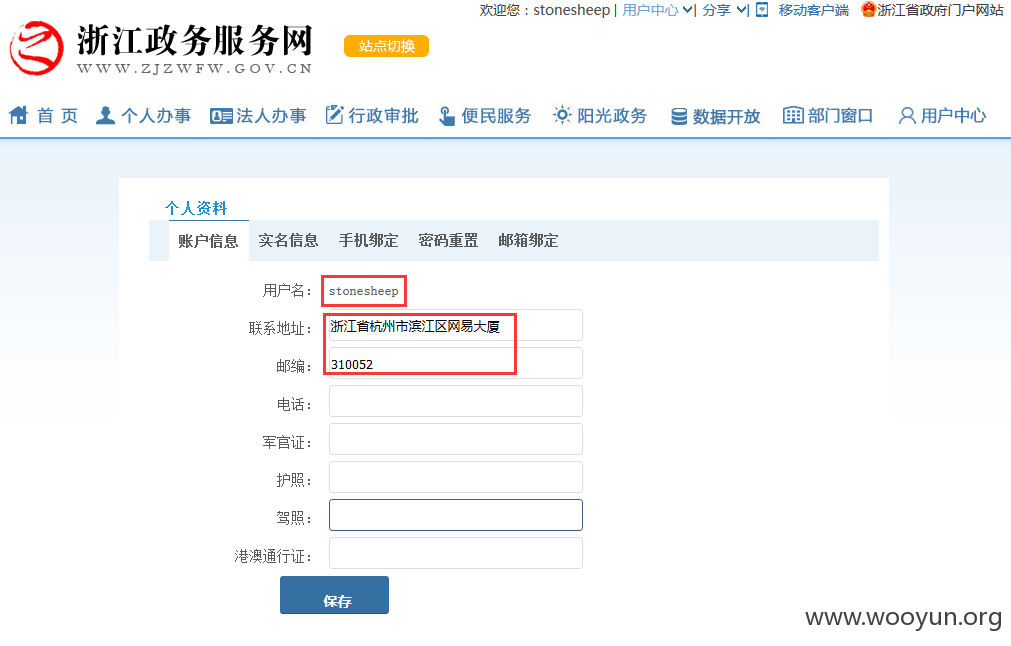 欢迎您：stonesheep | 用户中心 | 分享 | 移动客户端 浙江省政府门户网站
浙江政务服务网
站点切换
WWW.ZJZWFW.GOV.CN
首 页 个人办事 法人办事 行政审批 便民服务 阳光政务 数据开放 部门窗口 用户中心
个人资料
账户信息 实名信息 手机绑定 密码重置 邮箱绑定
用户名： stonesheep
联系地址： 浙江省杭州市滨江区网易大厦
邮编： 310052
电话：
军官证：
护照：
驾照：
港澳通行证：
保存
www.wooyun.org